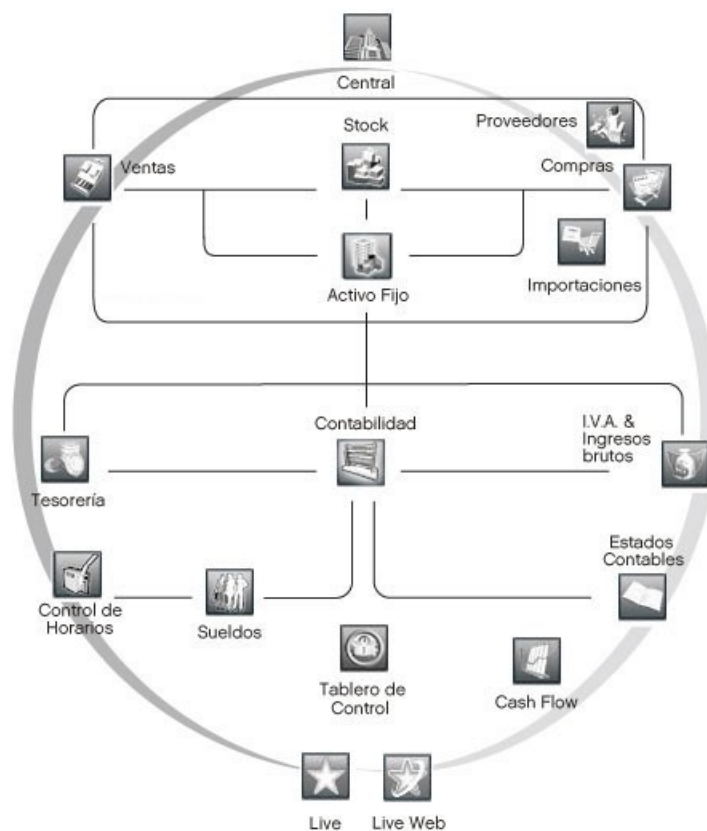 Central
Stock
Proveedores
Ventas
Compras
Activo Fijo
Importaciones
Contabilidad
I.V.A. &
Ingresos
brutos
Tesorería
Estados
Contables
Control de
Horarios
Sueldos
Tablero de
Control
Cash Flow
Live
Live Web